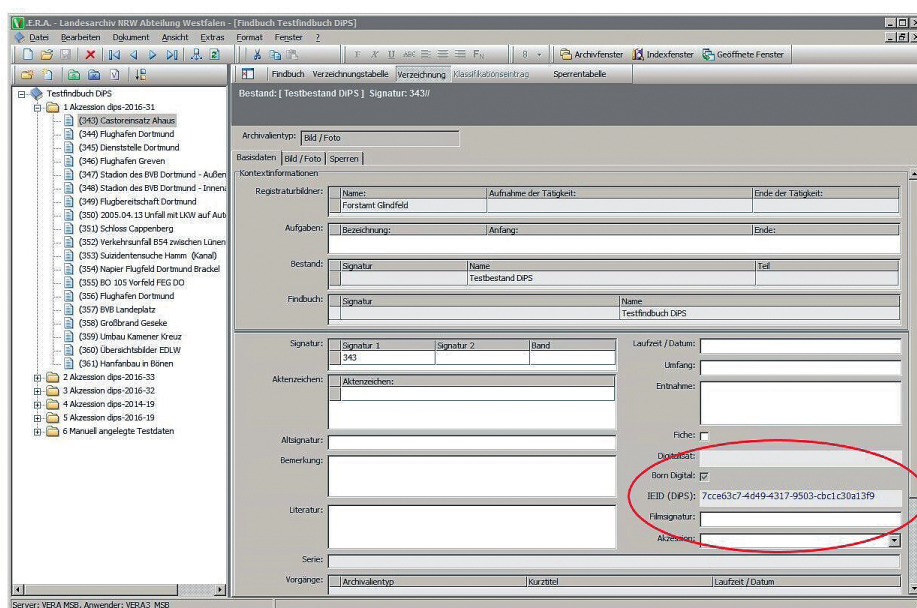 V.E.R.A. - Landesarchiv NRW Abteilung Westfalen - [Findbuch Testfindbuch DiPS]
Datei Bearbeiten Dokument Ansicht Extras Format Fenster ?
F K U ABC
8
Archivfenster Indexfenster Geöffnete Fenster
Findbuch Verzeichnungstabelle Verzeichnung Klassifikationseintrag Sperrentabelle
Testfindbuch DiPS
1 Akzession dips-2016-31
(343) Castoreinsatz Ahaus
(344) Flughafen Dortmund
(345) Dienststelle Dortmund
(346) Flughafen Greven
(347) Stadion des BVB Dortmund - Außen
(348) Stadion des BVB Dortmund - Innena
(349) Flugbereitschaft Dortmund
(350) 2005.04.13 Unfall mit LKW auf Aut
(351) Schloss Cappenberg
(352) Verkehrsunfall B54 zwischen Lünen
(353) Suizidentensuche Hamm (Kanal)
(354) Napier Flugfeld Dortmund Brackel
(355) BO 105 Vorfeld FEG DO
(356) Flughafen Dortmund
(357) BVB Landeplatz
(358) Großbrand Geseke
(359) Umbau Kamener Kreuz
(360) Übersichtsbilder EDLW
(361) Hanfanbau in Bönen
2 Akzession dips-2016-33
3 Akzession dips-2016-32
4 Akzession dips-2014-19
5 Akzession dips-2016-19
6 Manuell angelegte Testdaten
Bestand: [ Testbestand DiPS ] Signatur: 343//
Archivalientyp: Bild / Foto
Basisdaten Bild / Foto Sperren
Kontextinformationen
Registraturbildner: Name: Aufnahme der Tätigkeit: Ende der Tätigkeit:
Forstamt Glindfeld
Aufgaben: Bezeichnung: Anfang: Ende:
Bestand: Signatur Name Teil
Testbestand DiPS
Findbuch: Signatur Name
Testfindbuch DiPS
Signatur: Signatur 1 Signatur 2 Band
343
Aktenzeichen: Aktenzeichen:
Altsignatur:
Bemerkung:
Literatur:
Laufzeit / Datum:
Umfang:
Entnahme:
Fiche:
Digitalisat:
Born Digital:
IEID (DiPS): 7cce63c7-4d49-4317-9503-cbc1c30a13f9
Filmsignatur:
Akzession:
Serie:
Vorgänge: Archivalientyp Kurztitel Laufzeit / Datum
Server: VERA MSB, Anwender: VERA3_MSB